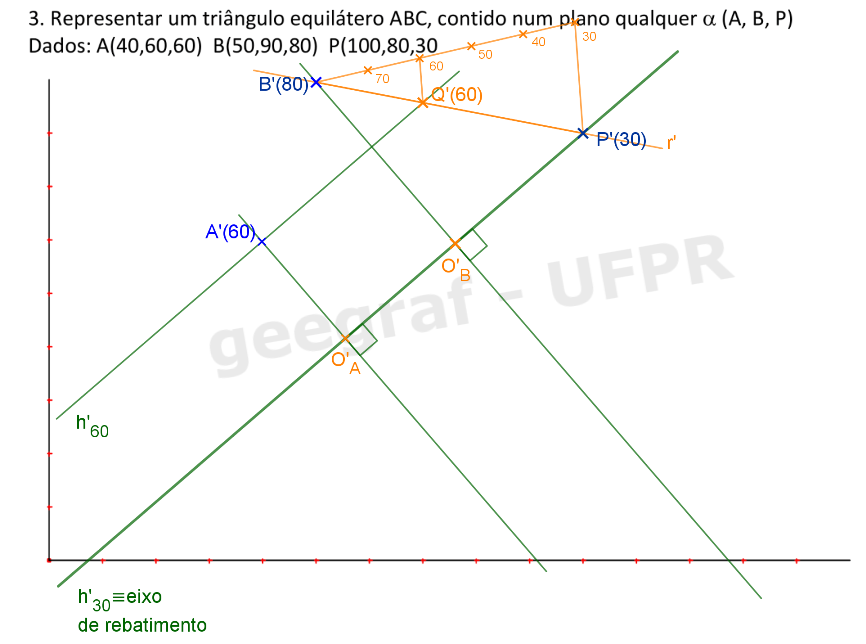 3. Representar um triângulo equilátero ABC, contido num plano qualquer α (A, B, P)
Dados: A(40,60,60) B(50,90,80) P(100,80,30
30
40
50
60
70
B'(80)
Q'(60)
P'(30)
r'
A'(60)
O'B
geegraf - UFPR
O'A
h'60
h'30≡eixo
de rebatimento